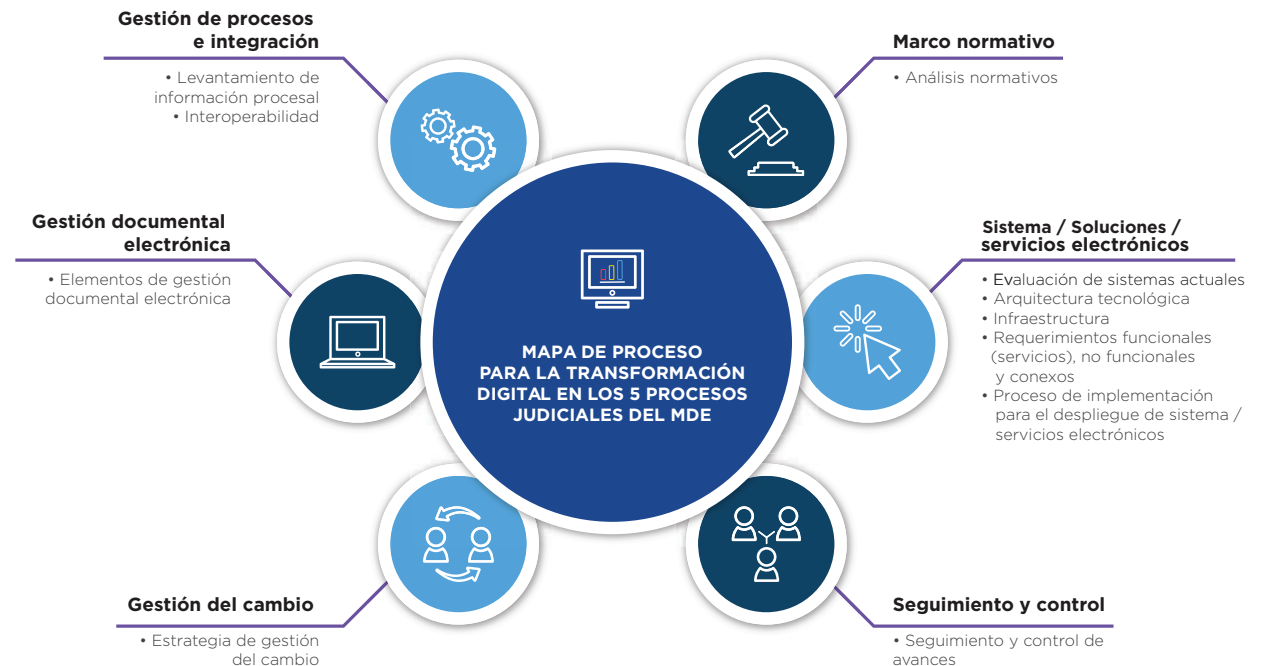 Gestión de procesos
e integración
• Levantamiento de
información procesal
• Interoperabilidad
Marco normativo
• Análisis normativos
Gestión documental
electrónica
• Elementos de gestión
documental electrónica
Sistema / Soluciones /
servicios electrónicos
• Evaluación de sistemas actuales
• Arquitectura tecnológica
• Infraestructura
• Requerimientos funcionales
(servicios), no funcionales
y conexos
• Proceso de implementación
para el despliegue de sistema /
servicios electrónicos
MAPA DE PROCESO
PARA LA TRANSFORMACIÓN
DIGITAL EN LOS 5 PROCESOS
JUDICIALES DEL MDE
Gestión del cambio
• Estrategia de gestión
del cambio
Seguimiento y control
• Seguimiento y control de
avances